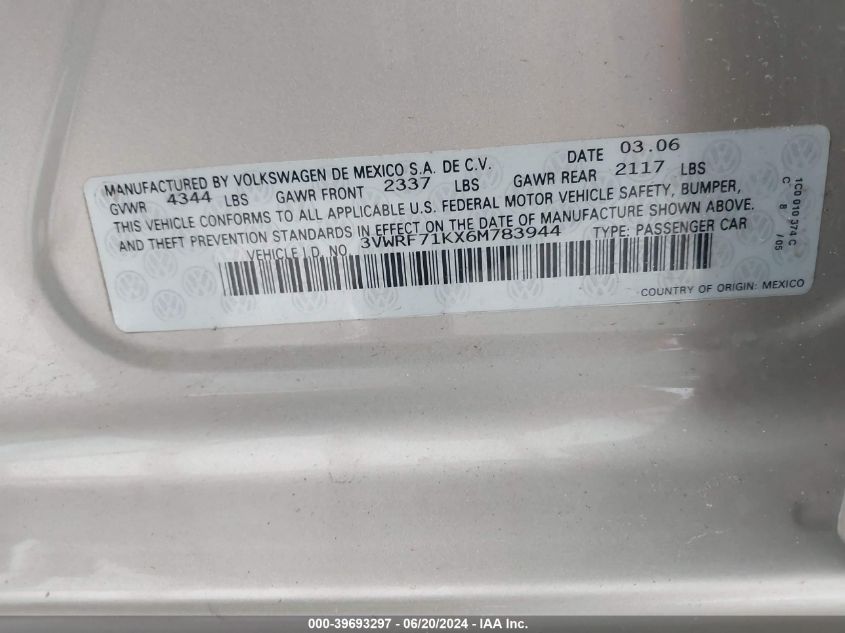 MANUFACTURED BY VOLKSWAGEN DE MEXICO S.A. DE C.V. DATE 03.06
GVWR 4344 LBS GAWR FRONT 2337 LBS GAWR REAR 2117 LBS
THIS VEHICLE CONFORMS TO ALL APPLICABLE U.S. FEDERAL MOTOR VEHICLE SAFETY, BUMPER,
AND THEFT PREVENTION STANDARDS IN EFFECT ON THE DATE OF MANUFACTURE SHOWN ABOVE.
VEHICLE I.D. NO. 3VWRF71KX6M783944 TYPE: PASSENGER CAR
COUNTRY OF ORIGIN: MEXICO
1C0 010 374 C
C 8 /05
000-39693297 - 06/20/2024 - IAA Inc.